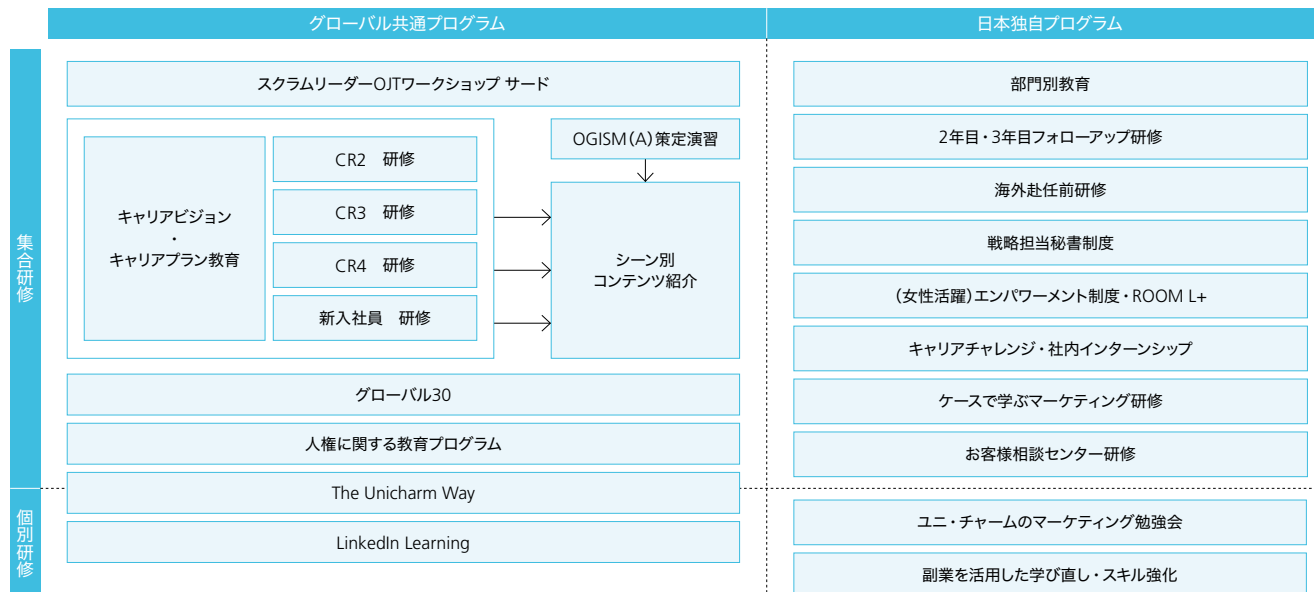 グローバル共通プログラム
日本独自プログラム
集合研修
スクラムリーダーOJTワークショップ サード
キャリアビジョン
・
キャリアプラン教育
CR2 研修
CR3 研修
CR4 研修
新入社員 研修
OGISM(A)策定演習
シーン別
コンテンツ紹介
グローバル30
人権に関する教育プログラム
The Unicharm Way
LinkedIn Learning
部門別教育
2年目・3年目フォローアップ研修
海外赴任前研修
戦略担当秘書制度
(女性活躍)エンパワーメント制度・ROOM L+
キャリアチャレンジ・社内インターンシップ
ケースで学ぶマーケティング研修
お客様相談センター研修
個別研修
ユニ・チャームのマーケティング勉強会
副業を活用した学び直し・スキル強化